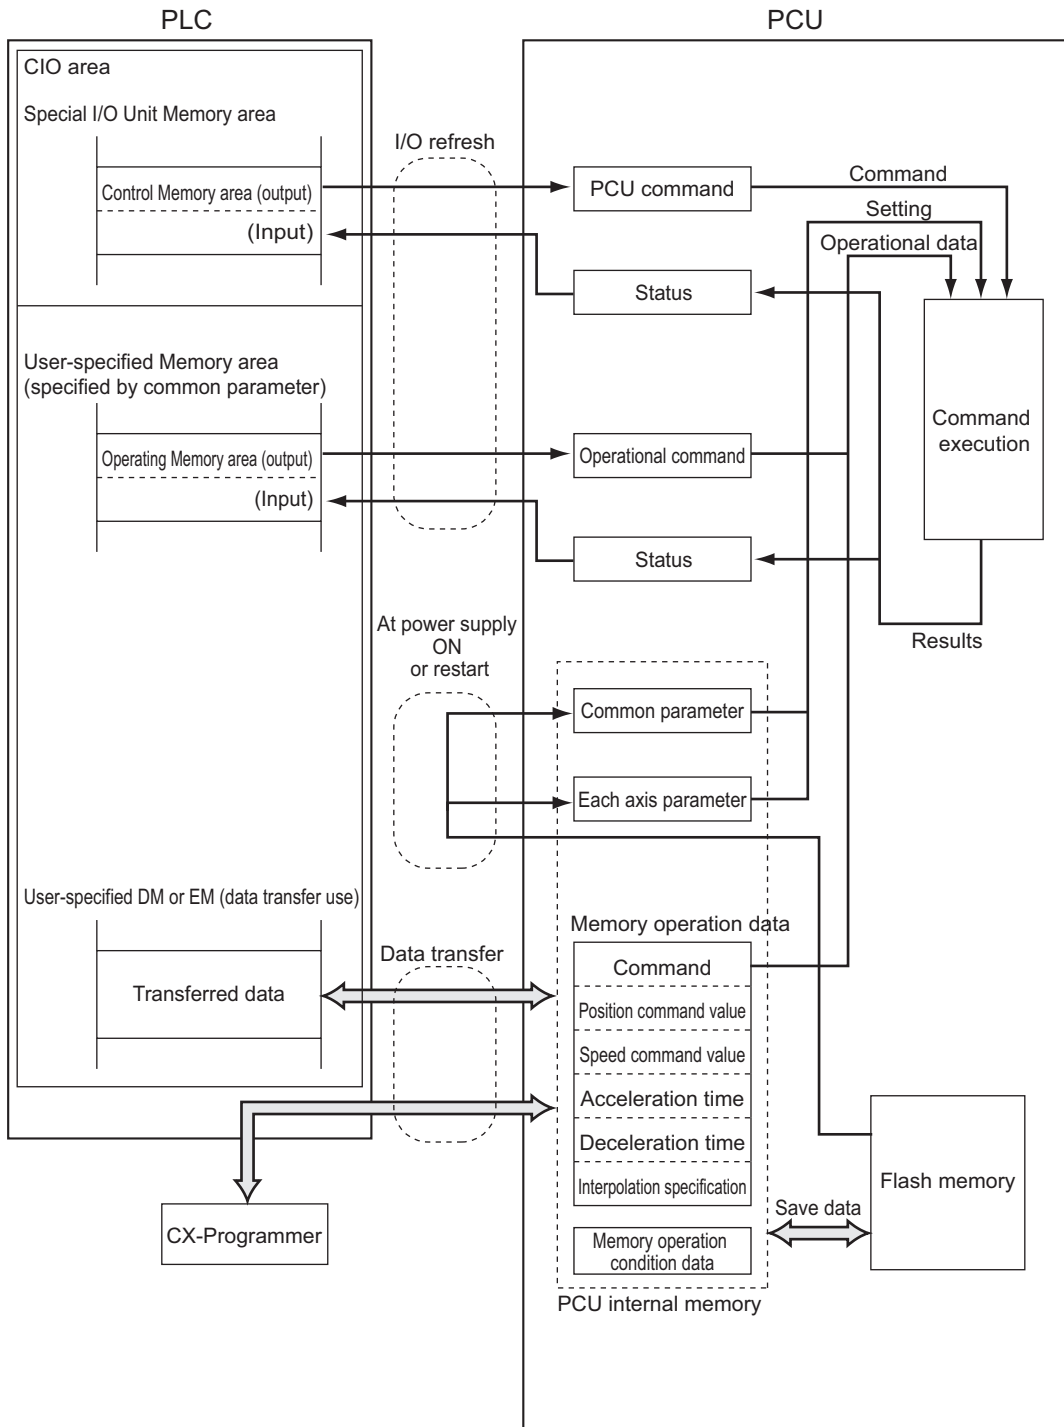 PLC
PCU
CIO area
Special I/O Unit Memory area
I/O refresh
Control Memory area (output)
(Input)
PCU command
Command
Setting
Operational data
Status
Command
execution
User-specified Memory area
(specified by common parameter)
Operating Memory area (output)
(Input)
Operational command
Status
Results
At power supply
ON
or restart
Common parameter
Each axis parameter
User-specified DM or EM (data transfer use)
Transferred data
Data transfer
Memory operation data
Command
Position command value
Speed command value
Acceleration time
Deceleration time
Interpolation specification
Memory operation
condition data
PCU internal memory
Save data
Flash memory
CX-Programmer